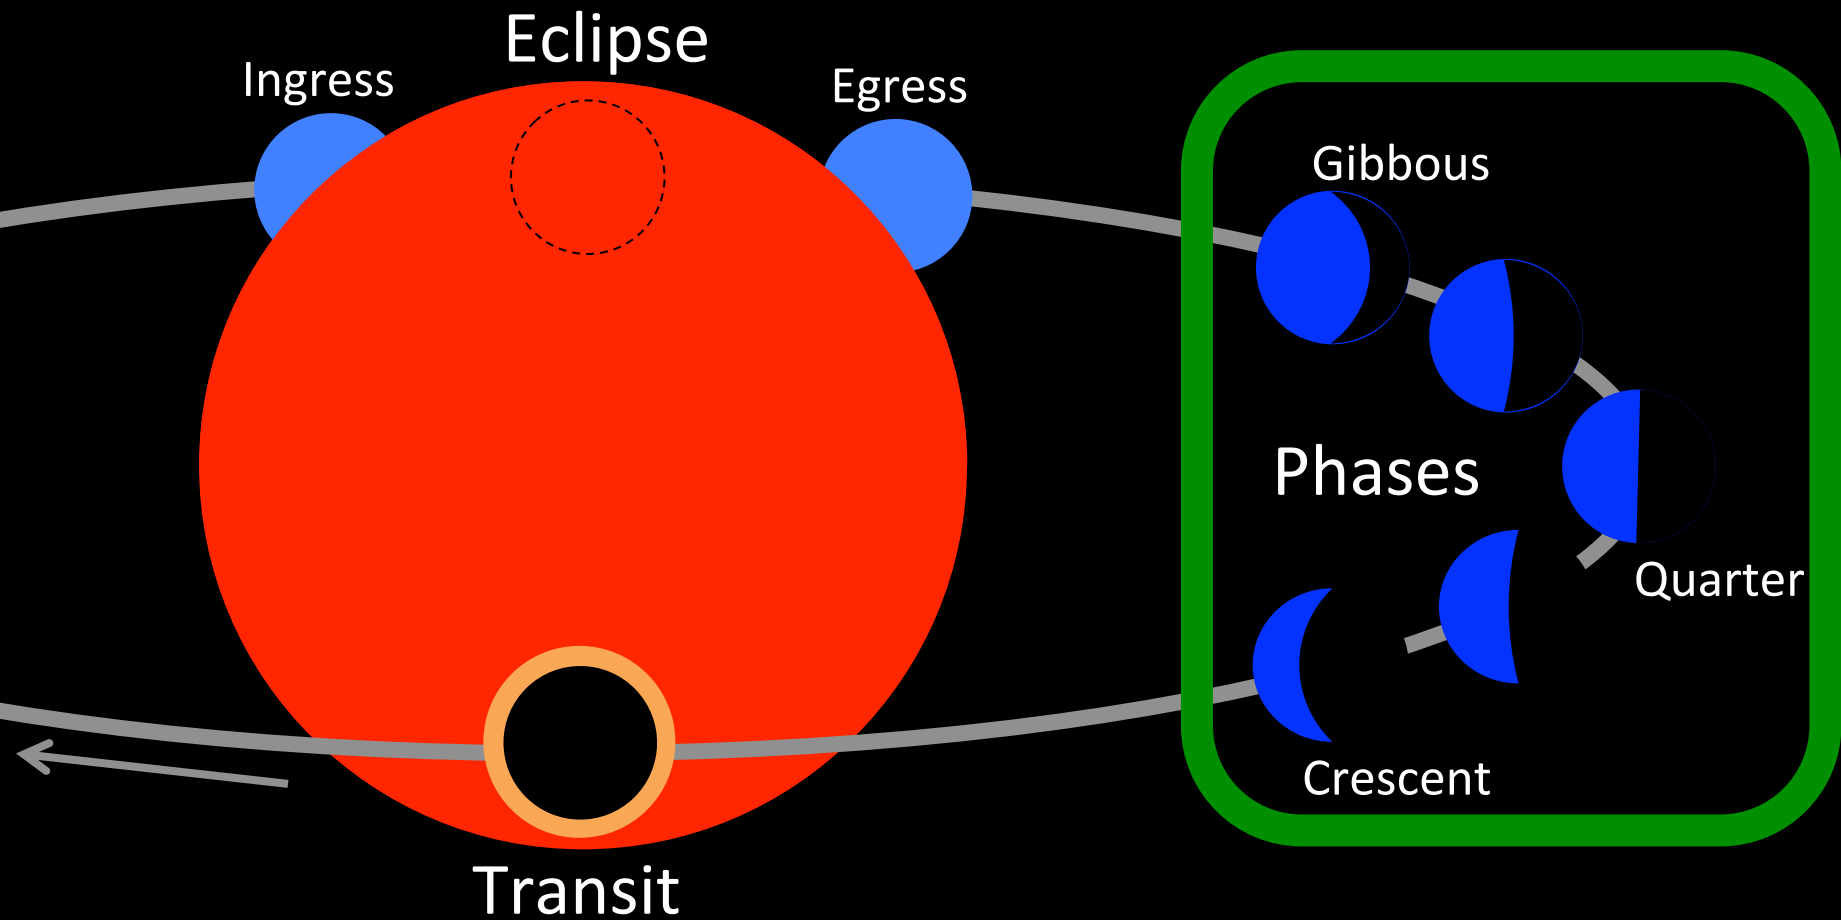 Eclipse
Ingress
Egress
Gibbous
Phases
Quarter
Crescent
Transit